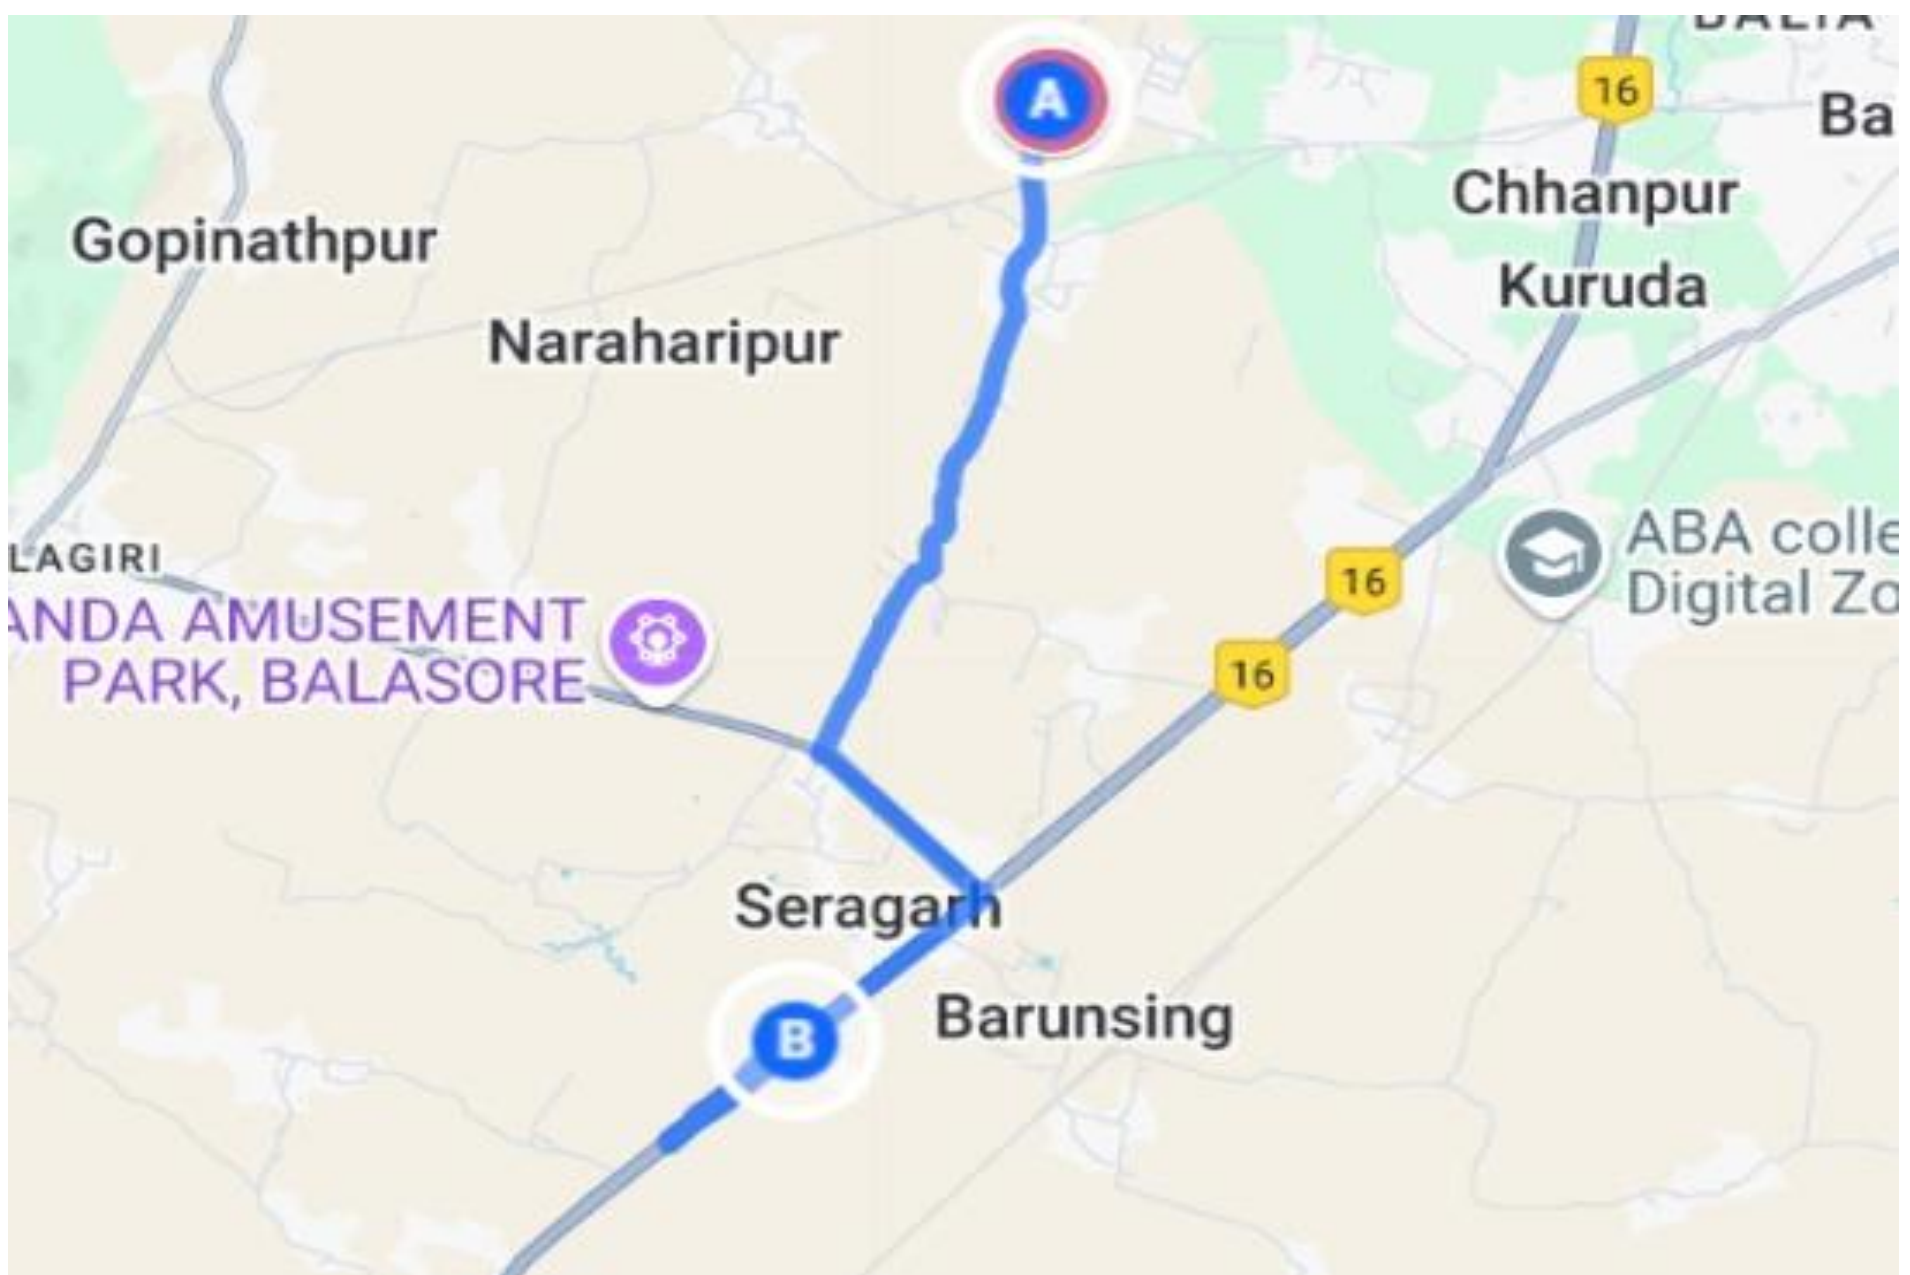 BALIA
A
16
Ba
Chhanpur
Gopinathpur
Kuruda
Naraharipur
ABA colle
Digital Zo
LAGIRI
16
ANDA AMUSEMENT
PARK, BALASORE
16
Seragarh
Barunsing
B